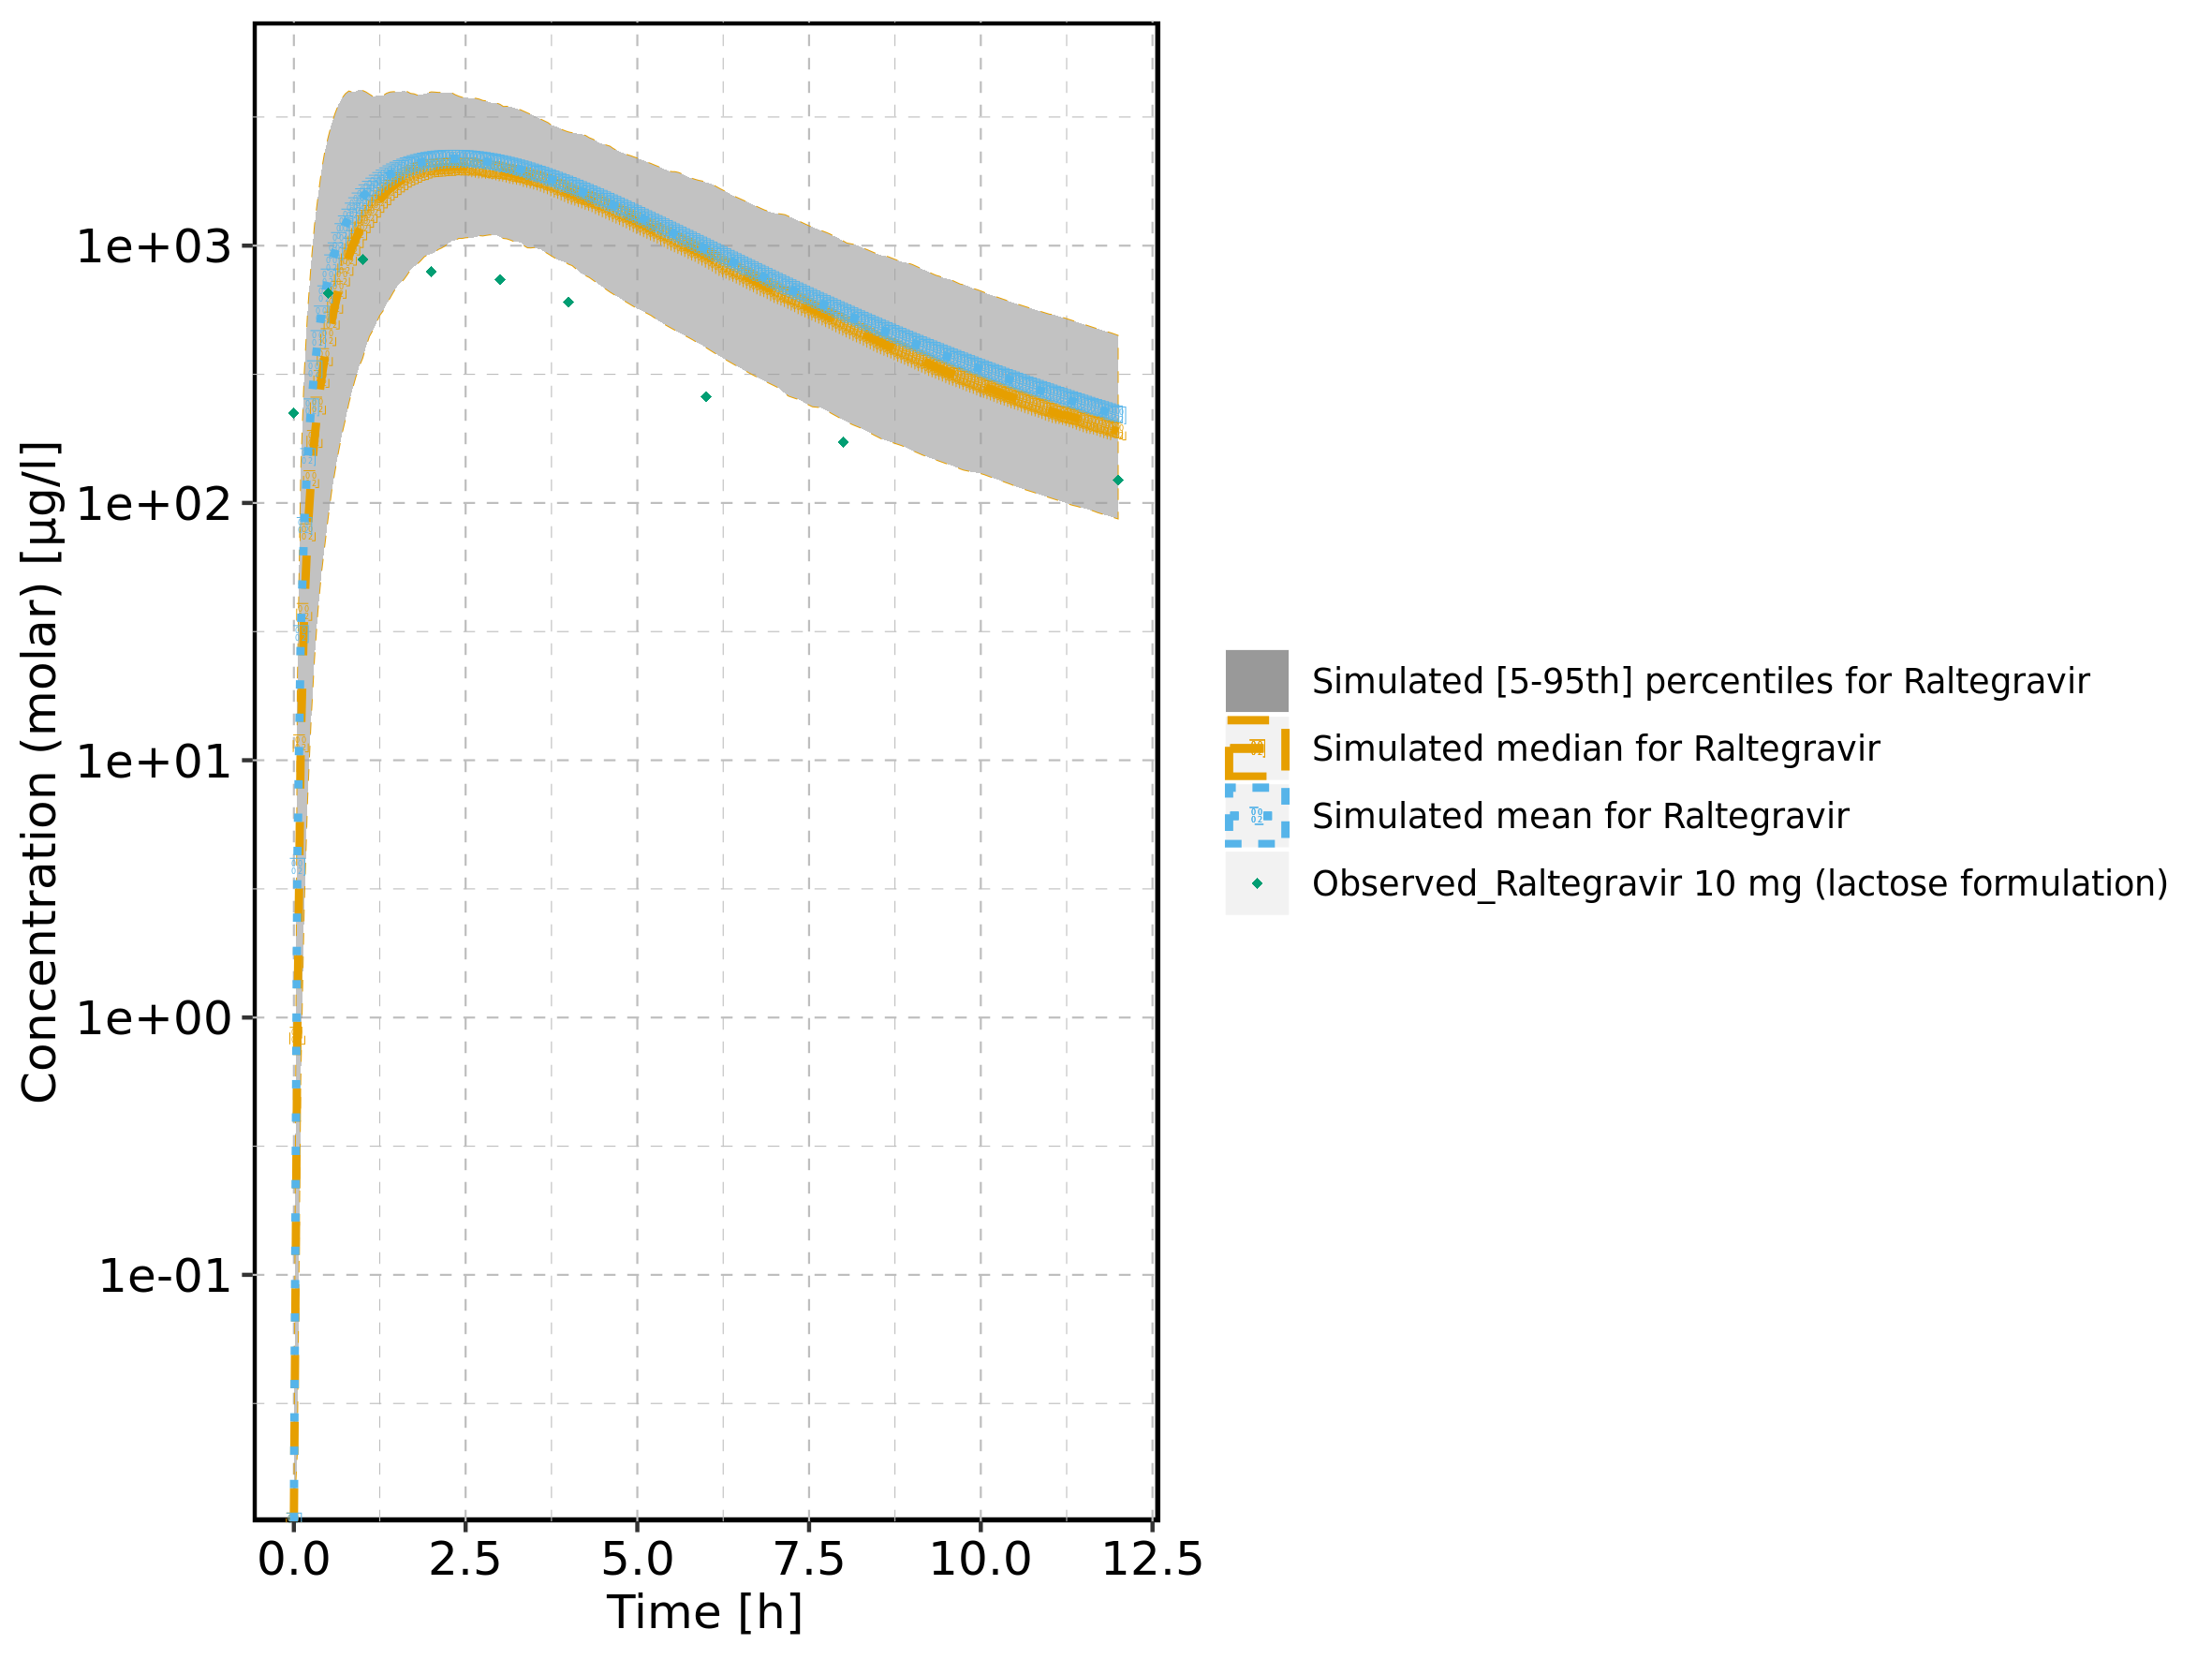 Concentration (molar) [µg/l]
1e+03
1e+02
1e+01
1e+00
1e-01
0.0 2.5 5.0 7.5 10.0 12.5
Time [h]
Simulated [5-95th] percentiles for Raltegravir
Simulated median for Raltegravir
Simulated mean for Raltegravir
Observed_Raltegravir 10 mg (lactose formulation)